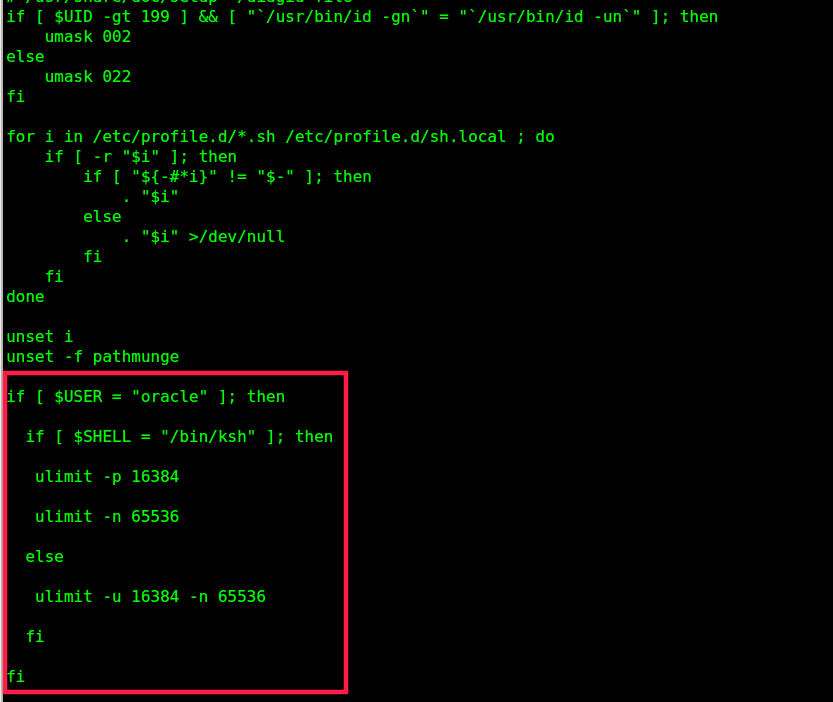 if [ $UID -gt 199 ] && [ "`/usr/bin/id -gn`" = "`/usr/bin/id -un`" ]; then
    umask 002
else
    umask 022
fi
for i in /etc/profile.d/*.sh /etc/profile.d/sh.local ; do
    if [ -r "$i" ]; then
        if [ "${-#*i}" != "$-" ]; then
            . "$i"
        else
            . "$i" >/dev/null
        fi
    fi
done
unset i
unset -f pathmunge
if [ $USER = "oracle" ]; then
  if [ $SHELL = "/bin/ksh" ]; then
   ulimit -p 16384
   ulimit -n 65536
  else
   ulimit -u 16384 -n 65536
  fi
fi